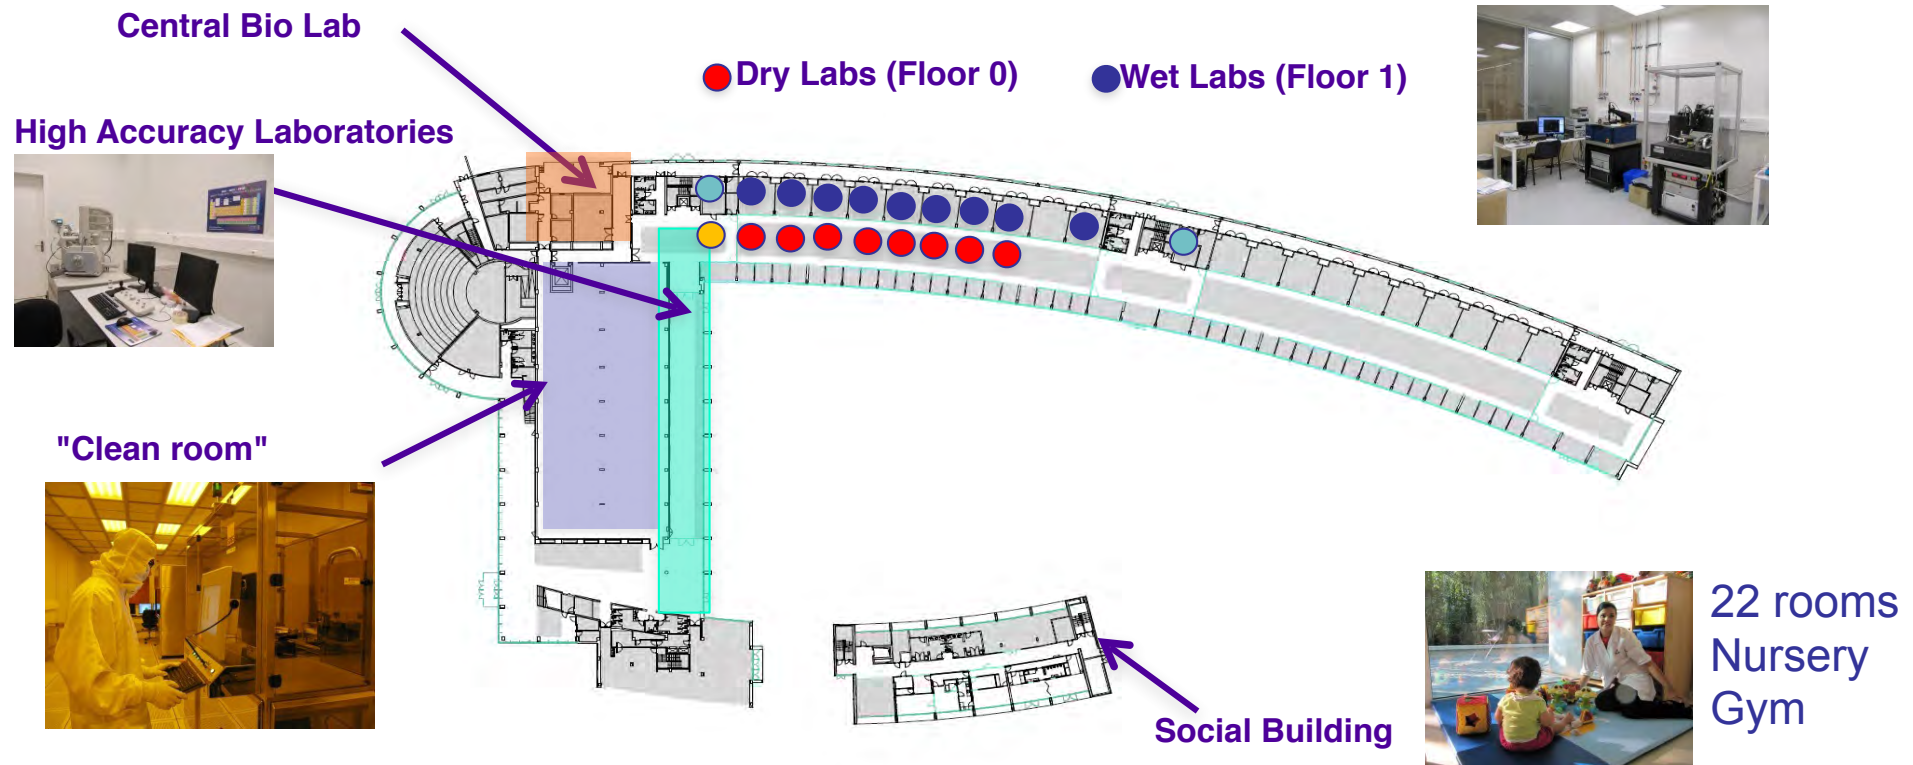 Central Bio Lab
Dry Labs (Floor 0)
Wet Labs (Floor 1)
High Accuracy Laboratories
"Clean room"
22 rooms
Nursery
Gym
Social Building